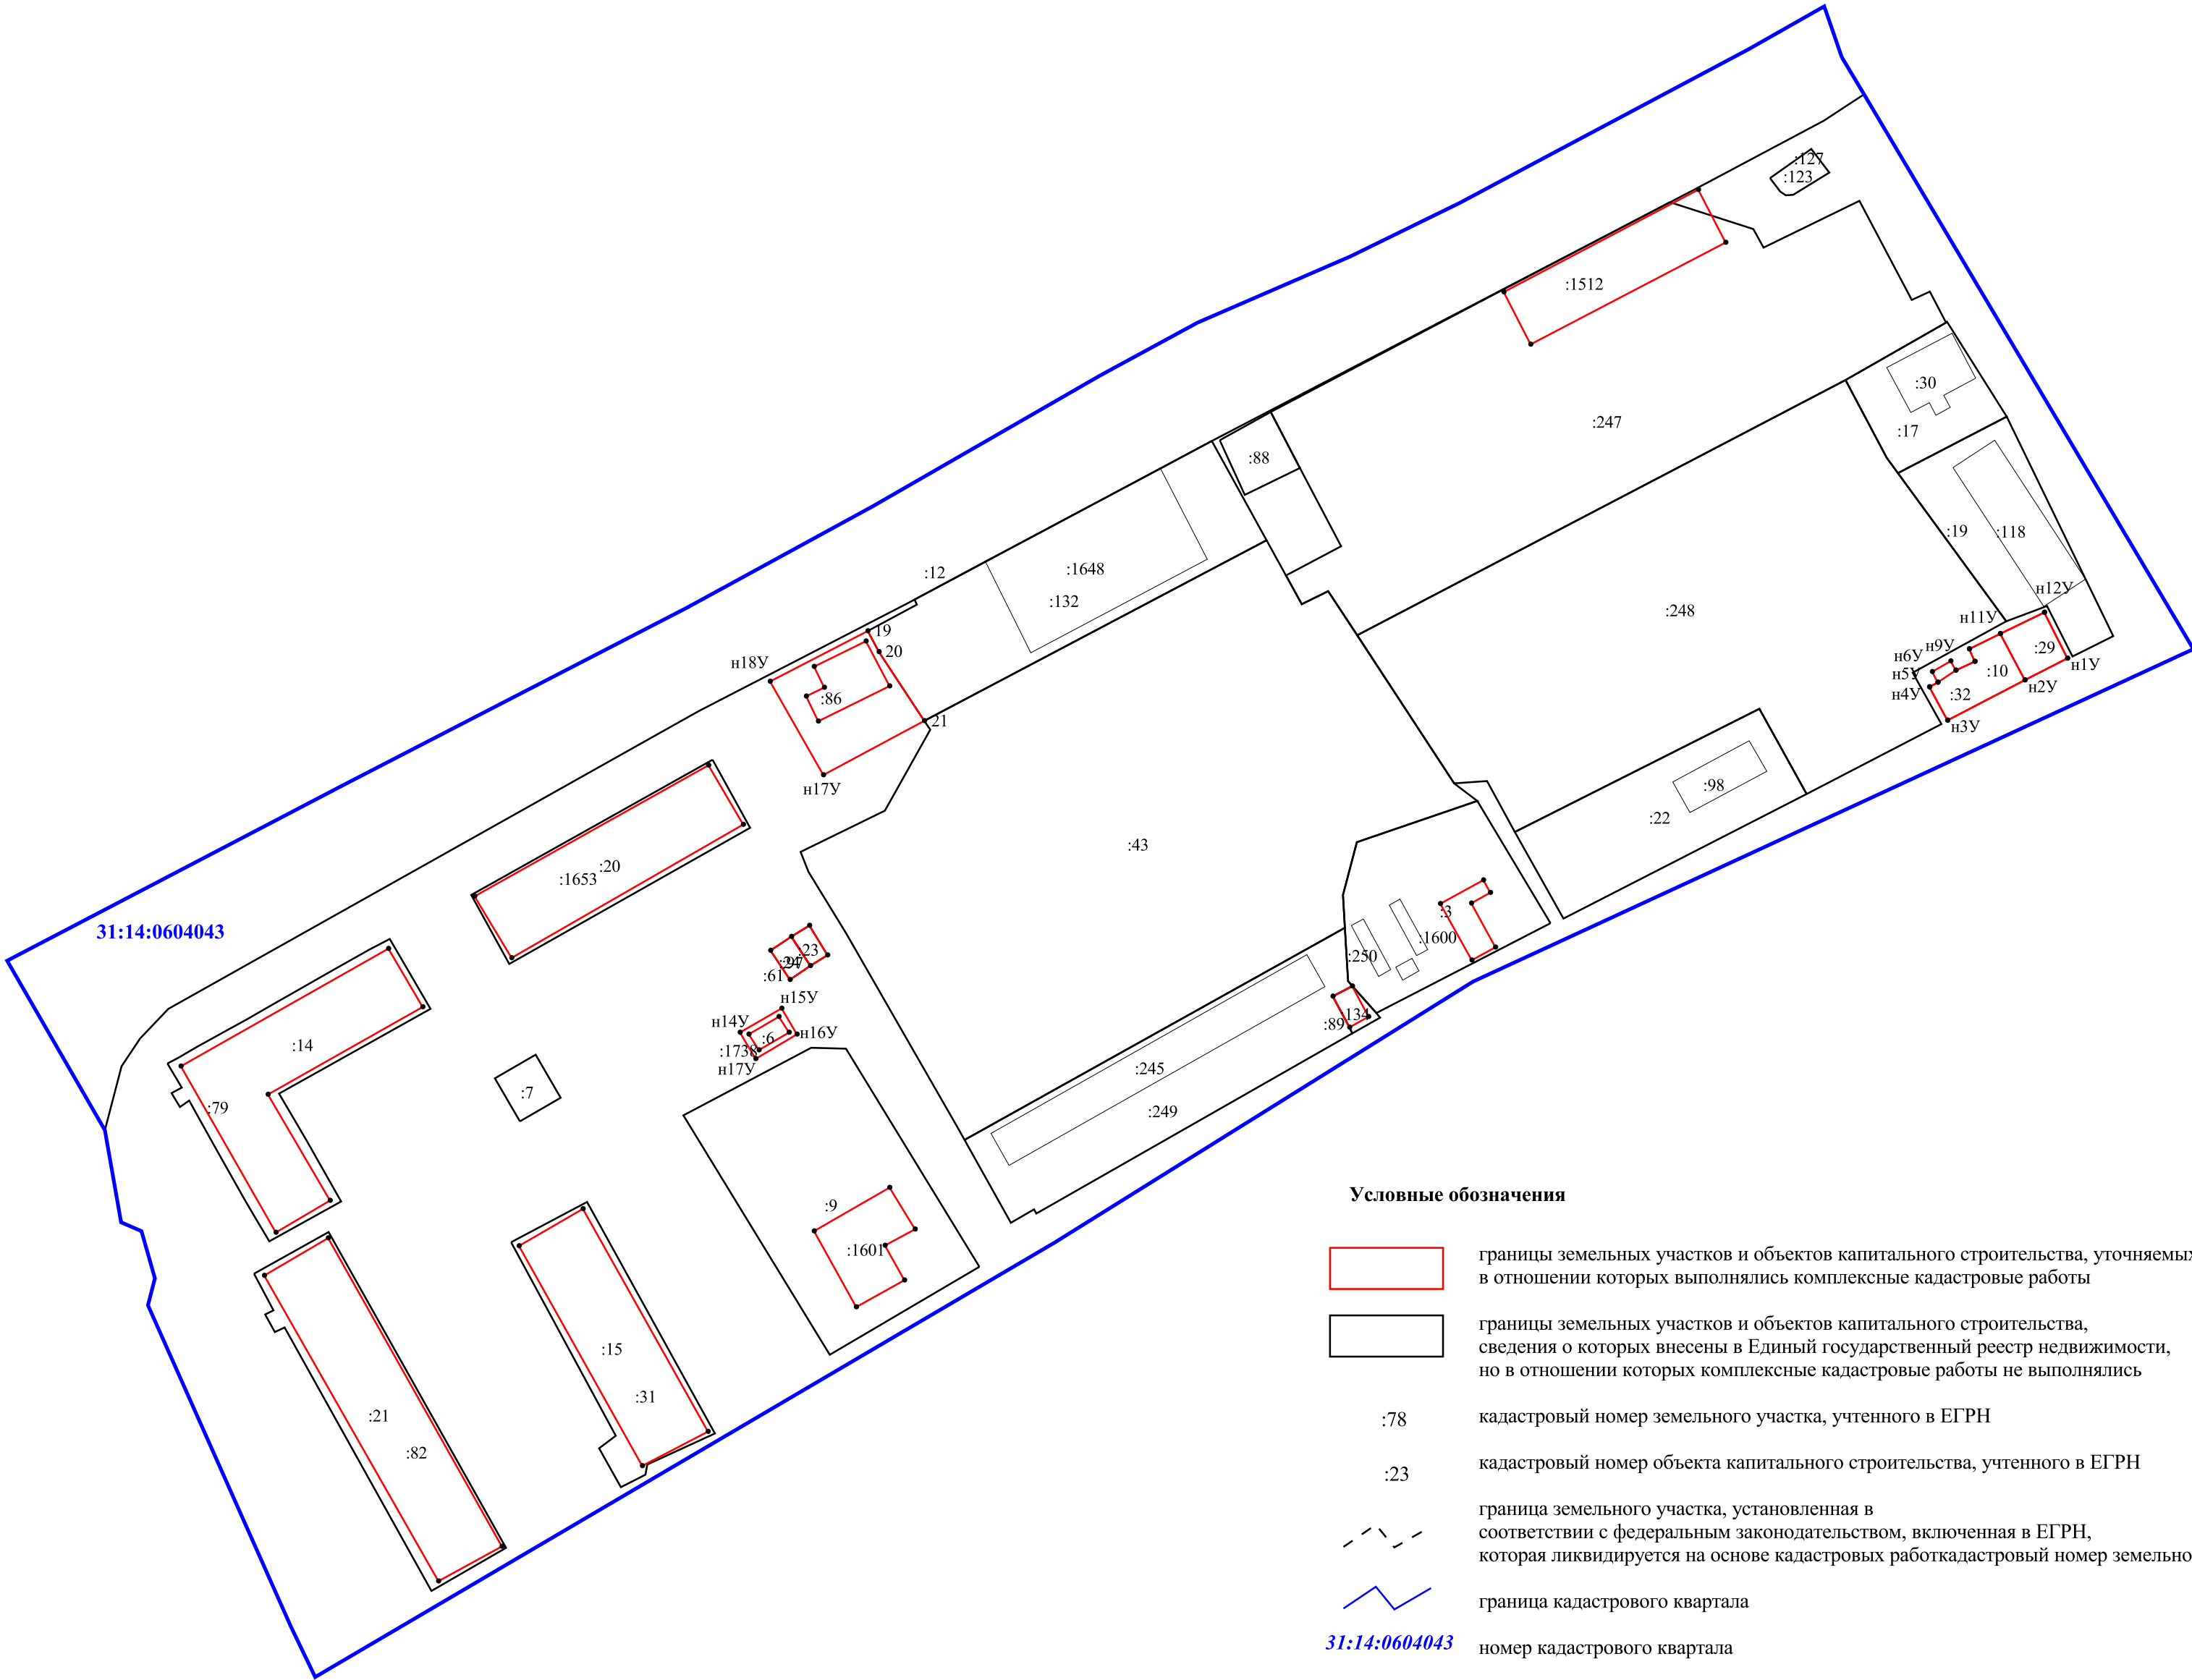 :127
:123
:1512
:30
:247
:17
:88
:19
:118
:12
:1648
:132
н12У
:248
н11У
19
н9У
:29
20
н6У
н1У
н18У
н5У
:10
н2У
:86
н4У
:32
21
н3У
н17У
:98
:22
:43
:20
:1653
:3
31:14:0604043
:23
:1600
:250
:61
н15У
:134
н14У
:89
н16У
:6
:14
:1738
н17У
:245
:7
:79
:249
:9
:1601
:15
:31
:21
:82
Условные обозначения
границы земельных участков и объектов капитального строительства, уточняемых
в отношении которых выполнялись комплексные кадастровые работы
границы земельных участков и объектов капитального строительства,
сведения о которых внесены в Единый государственный реестр недвижимости,
но в отношении которых комплексные кадастровые работы не выполнялись
:78
кадастровый номер земельного участка, учтенного в ЕГРН
:23
кадастровый номер объекта капитального строительства, учтенного в ЕГРН
граница земельного участка, установленная в
соответствии с федеральным законодательством, включенная в ЕГРН,
которая ликвидируется на основе кадастровых работкадастровый номер земельно
граница кадастрового квартала
31:14:0604043
номер кадастрового квартала